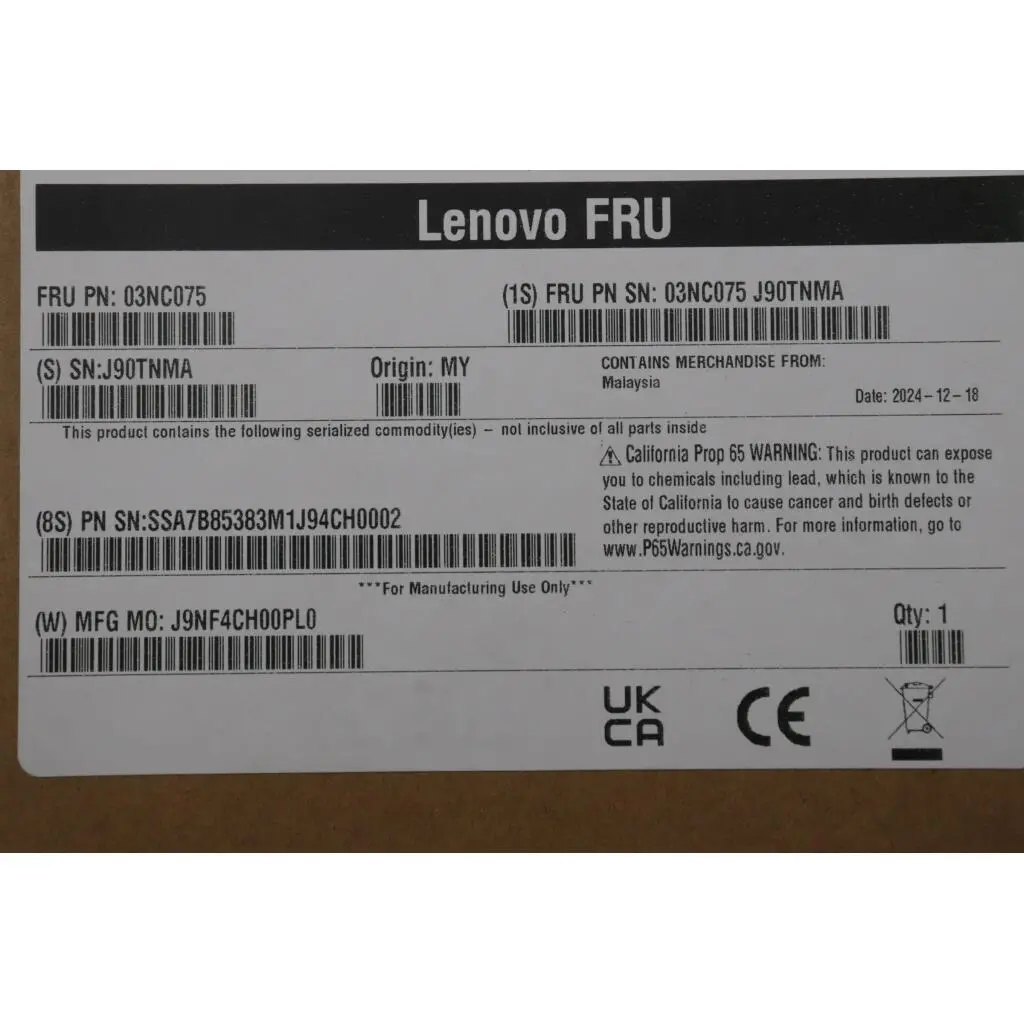 Lenovo FRU
FRU PN: 03NC075
(1S) FRU PN SN: 03NC075 J90TNMA
(S) SN:J90TNMA
Origin: MY
CONTAINS MERCHANDISE FROM:
Malaysia
Date: 2024-12-18
This product contains the following serialized commodity(ies) - not inclusive of all parts inside
⚠ California Prop 65 WARNING: This product can expose
you to chemicals including lead, which is known to the
State of California to cause cancer and birth defects or
other reproductive harm. For more information, go to
www.P65Warnings.ca.gov.
(8S) PN SN:SSA7B85383M1J94CH0002
***For Manufacturing Use Only***
(W) MFG MO: J9NF4CH00PL0
Qty: 1
UK
CA
CE